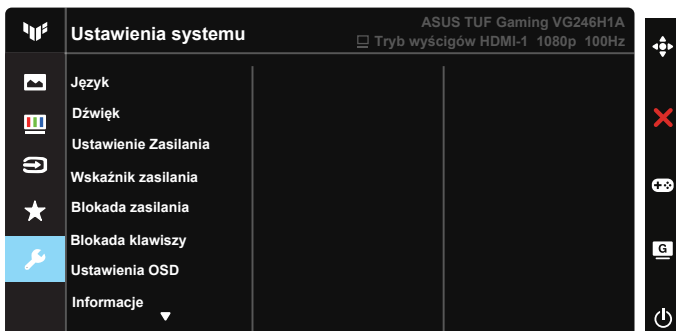 Ustawienia systemu
ASUS TUF Gaming VG246H1A
Tryb wyścigów HDMI-1 1080p 100Hz
Język
Dźwięk
Ustawienie Zasilania
Wskaźnik zasilania
Blokada zasilania
Blokada klawiszy
Ustawienia OSD
Informacje
G